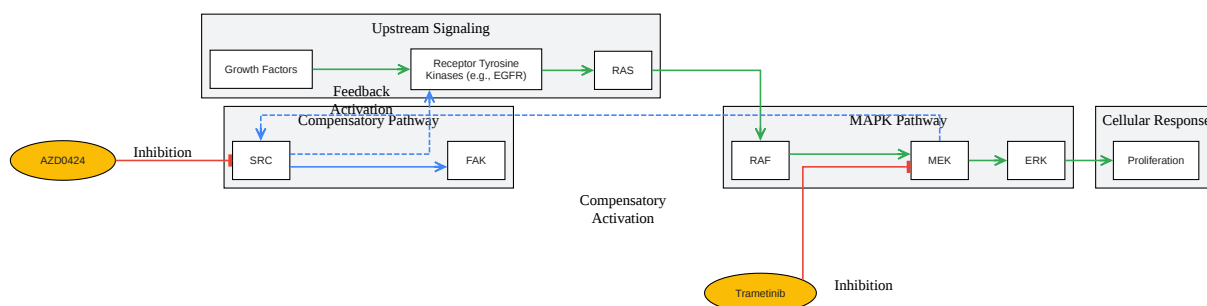 Upstream Signaling
Growth Factors
Receptor Tyrosine
Kinases (e.g., EGFR)
RAS
Feedback
Activation
Compensatory Pathway
MAPK Pathway
Cellular Response
AZD0424
Inhibition
SRC
FAK
RAF
MEK
ERK
Proliferation
Compensatory
Activation
Trametinib
Inhibition